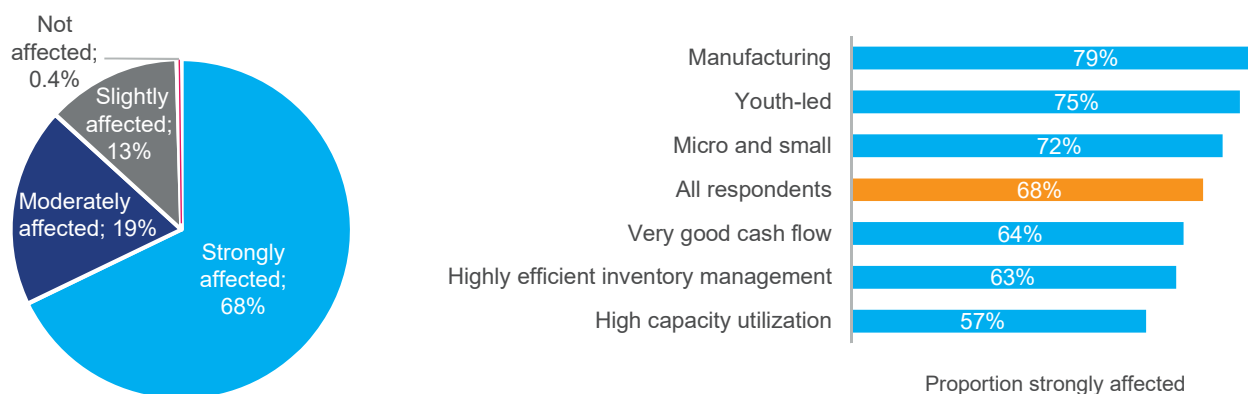 Not
affected;
0.4%
Slightly
affected;
13%
Moderately
affected; 19%
Strongly
affected;
68%
Manufacturing 79%
Youth-led 75%
Micro and small 72%
All respondents 68%
Very good cash flow 64%
Highly efficient inventory management 63%
High capacity utilization 57%
Proportion strongly affected